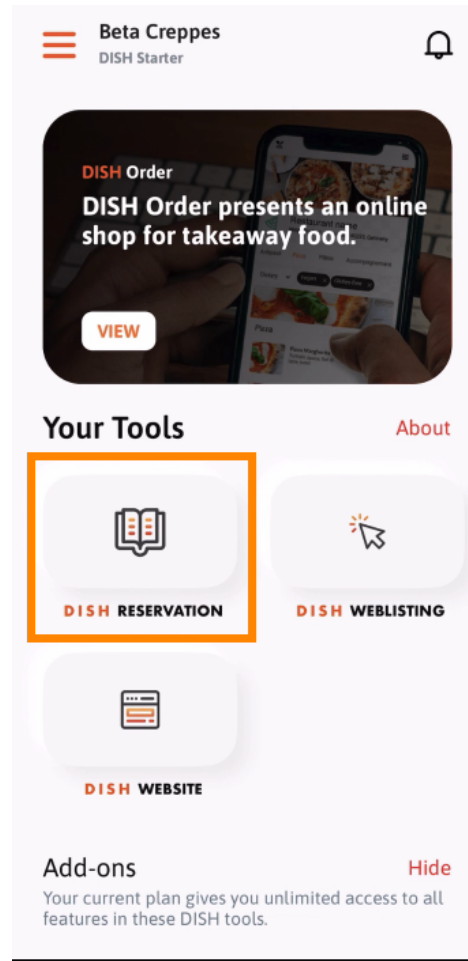 Beta Creppes
DISH Starter
DISH Order
DISH Order presents an online
shop for takeaway food.
VIEW
Pizza
Your Tools
About
DISH RESERVATION
DISH WEBLISTING
DISH WEBSITE
Add-ons
Hide
Your current plan gives you unlimited access to all
features in these DISH tools.